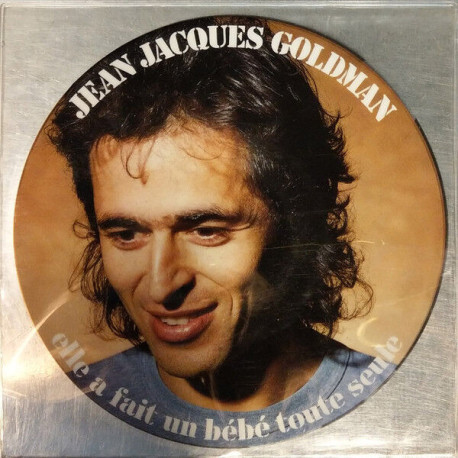 JEAN JACQUES GOLDMAN
elle a fait un bébé toute seule